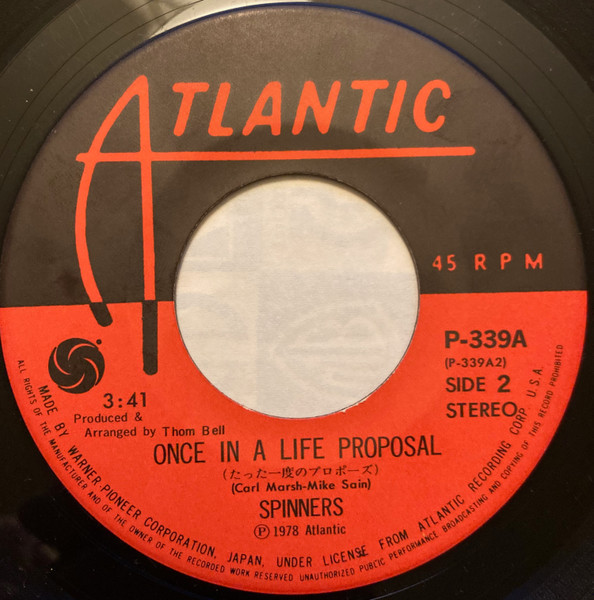 ATLANTIC
45 RPM
P-339A
(P-339A2)
SIDE 2
STEREO
3:41
Produced &
Arranged by Thom Bell
ONCE IN A LIFE PROPOSAL
(たった一度のプロポーズ)
(Carl Marsh-Mike Sain)
SPINNERS
Ⓟ 1978 Atlantic
MADE BY WARNER-PIONEER CORPORATION, JAPAN, UNDER LICENSE FROM ATLANTIC RECORDING CORP. U.S.A.
ALL RIGHTS OF THE MANUFACTURER AND OF THE OWNER OF THE RECORDED WORK RESERVED UNAUTHORIZED PUBLIC PERFORMANCE BROADCASTING AND COPYING OF THIS RECORD PROHIBITED